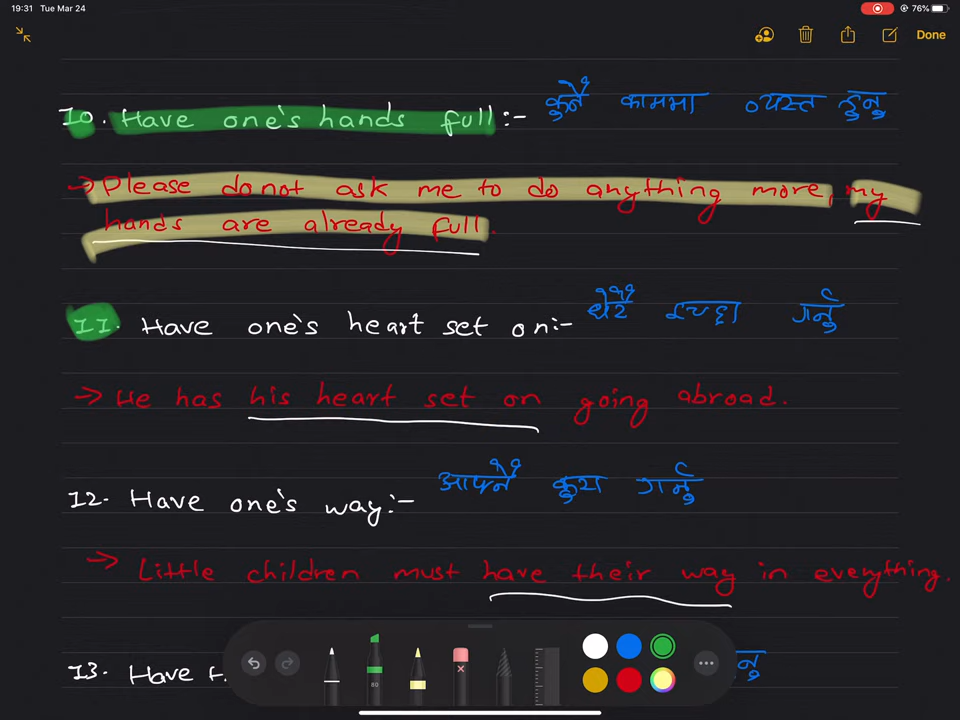 19:31 Tue Mar 24
76%
Done
10. Have one's hands full :- कुनै काममा व्यस्त हुनु
→ Please do not ask me to do anything more, my
hands are already full.
11. Have one's heart set on:- धेरै इच्छा गर्नु
→ He has his heart set on going abroad.
12- Have one's way:- आफ्नै कुरा गर्नु
→ Little children must have their way in everything.
13- Have
80